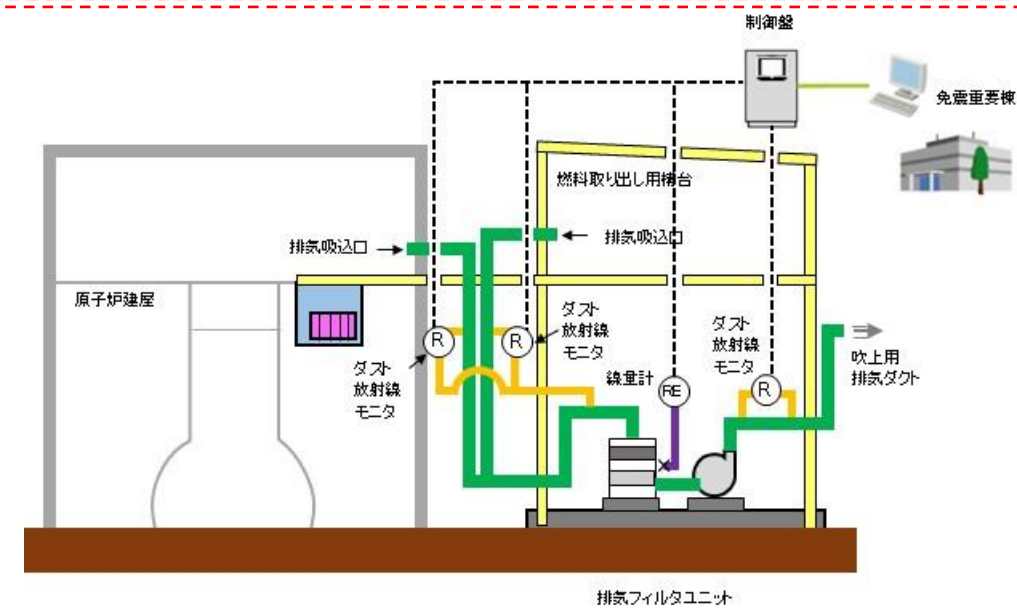 制御盤
免震重要棟
燃料取り出し用構台
排気吸込口
排気吸込口
原子炉建屋
ダスト
放射線
モニタ
ダスト
放射線
モニタ
R
R
ダスト
放射線
モニタ
線量計
RE
R
吹上用
排気ダクト
排気フィルタユニット